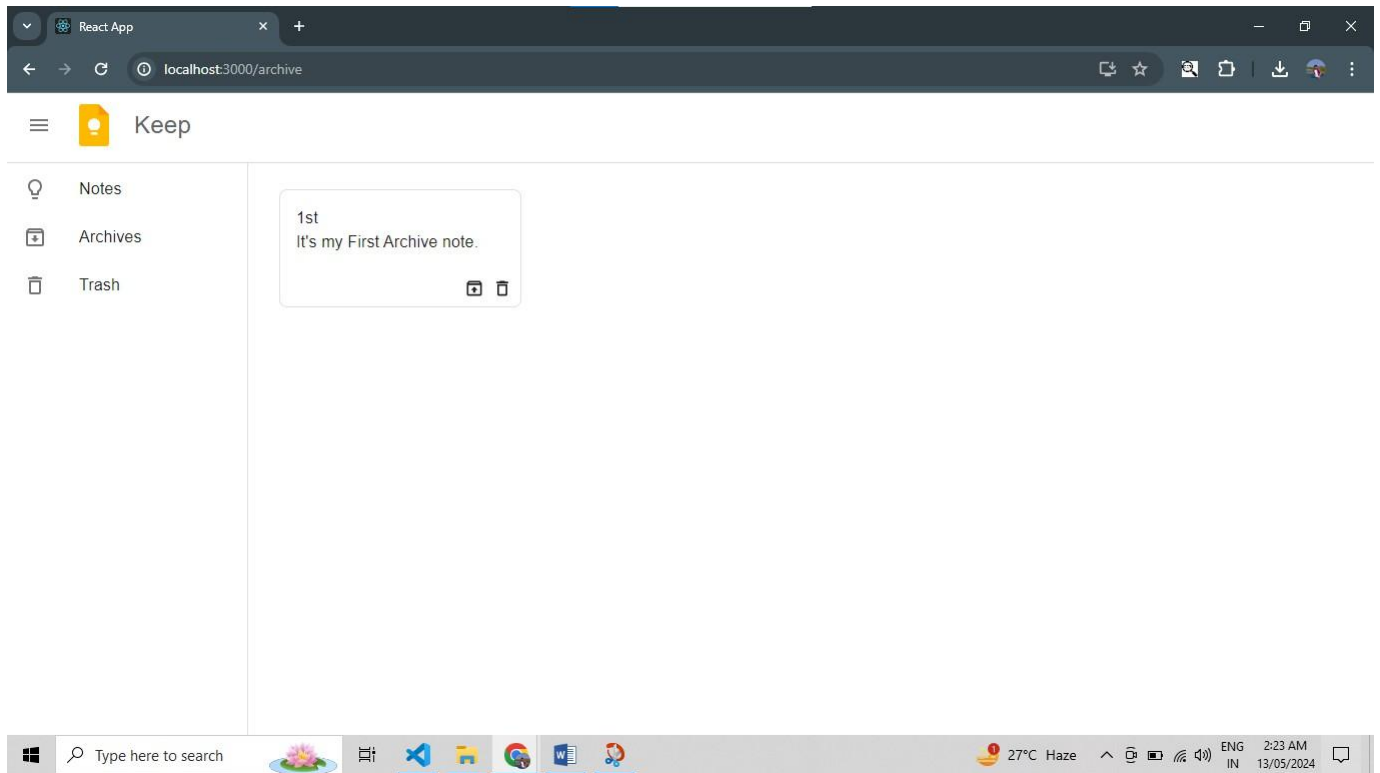 React App
localhost:3000/archive
Keep
Notes
Archives
Trash
1st
It's my First Archive note.
Type here to search
27°C Haze
ENG
IN
2:23 AM
13/05/2024